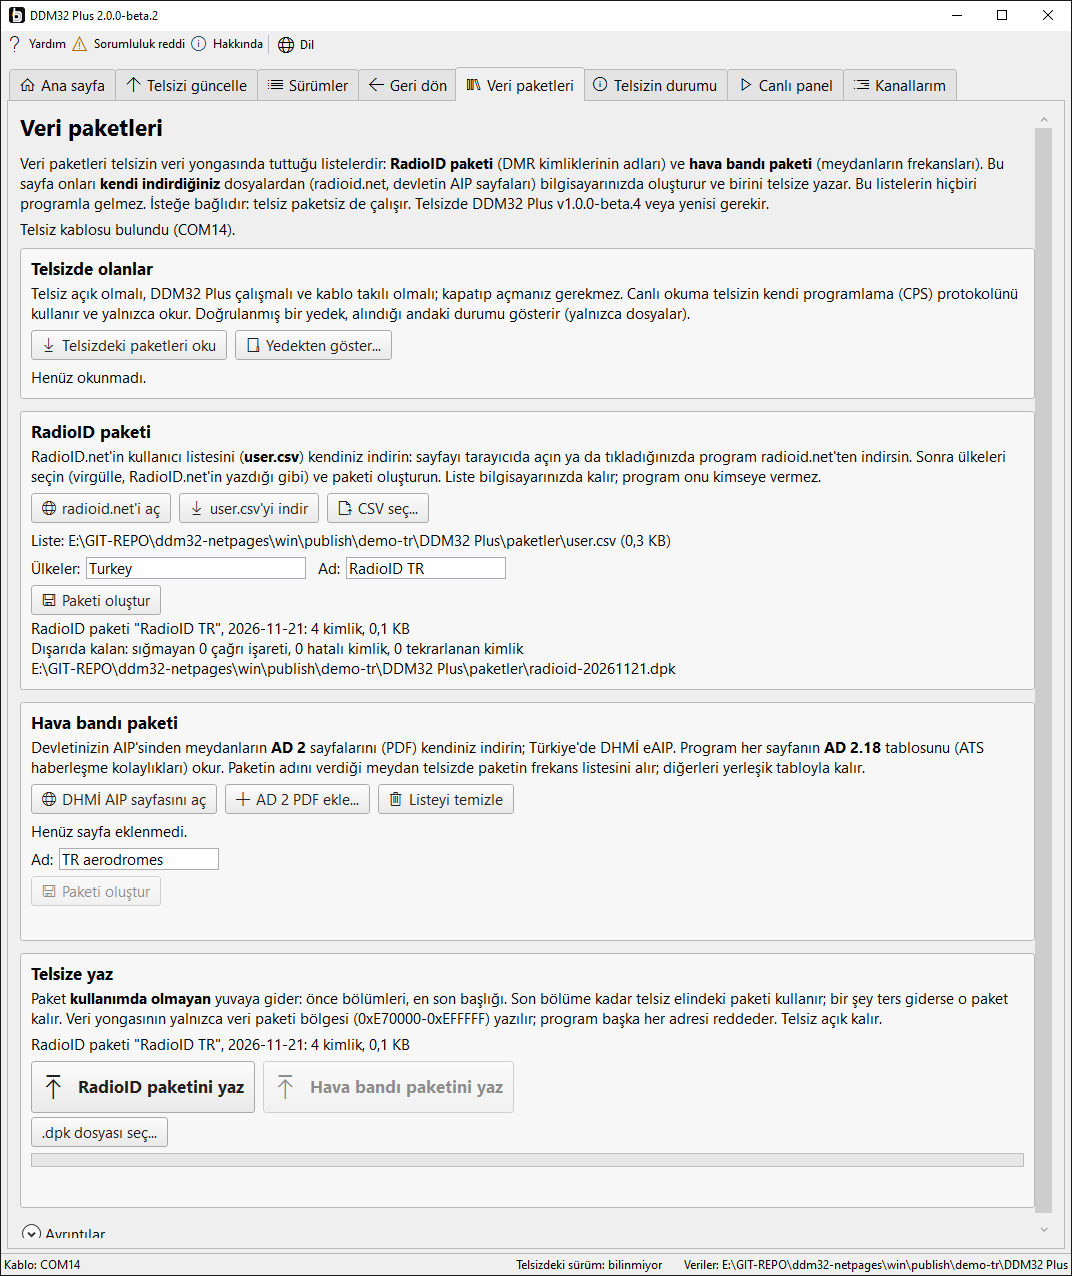 DDM32 Plus 2.0.0-beta.2
Yardım Sorumluluk reddi Hakkında Dil
Ana sayfa Telsizi güncelle Sürümler Geri dön Veri paketleri Telsizin durumu Canlı panel Kanallarım
Veri paketleri
Veri paketleri telsizin veri yongasında tuttuğu listelerdir: RadioID paketi (DMR kimliklerinin adları) ve hava bandı paketi (meydanların frekansları). Bu
sayfa onları kendi indirdiğiniz dosyalardan (radioid.net, devletin AIP sayfaları) bilgisayarınızda oluşturur ve birini telsize yazar. Bu listelerin hiçbiri
programla gelmez. İsteğe bağlıdır: telsiz paketsiz de çalışır. Telsizde DDM32 Plus v1.0.0-beta.4 veya yenisi gerekir.
Telsiz kablosu bulundu (COM14).
Telsizde olanlar
Telsiz açık olmalı, DDM32 Plus çalışmalı ve kablo takılı olmalı; kapatıp açmanız gerekmez. Canlı okuma telsizin kendi programlama (CPS) protokolünü
kullanır ve yalnızca okur. Doğrulanmış bir yedek, alındığı andaki durumu gösterir (yalnızca dosyalar).
Telsizdeki paketleri oku Yedekten göster...
Henüz okunmadı.
RadioID paketi
RadioID.net'in kullanıcı listesini (user.csv) kendiniz indirin: sayfayı tarayıcıda açın ya da tıkladığınızda program radioid.net'ten indirsin. Sonra ülkeleri
seçin (virgülle, RadioID.net'in yazdığı gibi) ve paketi oluşturun. Liste bilgisayarınızda kalır; program onu kimseye vermez.
radioid.net'i aç user.csv'yi indir CSV seç...
Liste: E:\GIT-REPO\ddm32-netpages\win\publish\demo-tr\DDM32 Plus\paketler\user.csv (0,3 KB)
Ülkeler: Turkey Ad: RadioID TR
Paketi oluştur
RadioID paketi "RadioID TR", 2026-11-21: 4 kimlik, 0,1 KB
Dışarıda kalan: sığmayan 0 çağrı işareti, 0 hatalı kimlik, 0 tekrarlanan kimlik
E:\GIT-REPO\ddm32-netpages\win\publish\demo-tr\DDM32 Plus\paketler\radioid-20261121.dpk
Hava bandı paketi
Devletinizin AIP'sinden meydanların AD 2 sayfalarını (PDF) kendiniz indirin; Türkiye'de DHMİ eAIP. Program her sayfanın AD 2.18 tablosunu (ATS
haberleşme kolaylıkları) okur. Paketin adını verdiği meydan telsizde paketin frekans listesini alır; diğerleri yerleşik tabloyla kalır.
DHMİ AIP sayfasını aç AD 2 PDF ekle... Listeyi temizle
Henüz sayfa eklenmedi.
Ad: TR aerodromes
Paketi oluştur
Telsize yaz
Paket kullanımda olmayan yuvaya gider: önce bölümleri, en son başlığı. Son bölüme kadar telsiz elindeki paketi kullanır; bir şey ters giderse o paket
kalır. Veri yongasının yalnızca veri paketi bölgesi (0xE70000-0xEFFFFF) yazılır; program başka her adresi reddeder. Telsiz açık kalır.
RadioID paketi "RadioID TR", 2026-11-21: 4 kimlik, 0,1 KB
RadioID paketini yaz Hava bandı paketini yaz
.dpk dosyası seç...
Ayrıntılar
Kablo: COM14 Telsizdeki sürüm: bilinmiyor Veriler: E:\GIT-REPO\ddm32-netpages\win\publish\demo-tr\DDM32 Plus